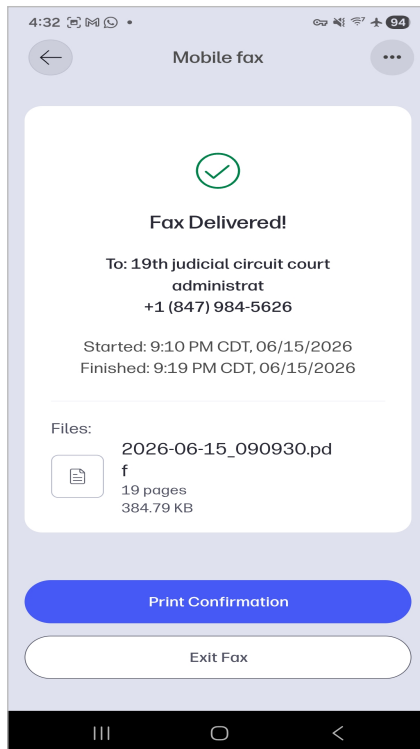 4:32
94
Mobile fax
Fax Delivered!
To: 19th judicial circuit court
administrat
+1 (847) 984-5626
Started: 9:10 PM CDT, 06/15/2026
Finished: 9:19 PM CDT, 06/15/2026
Files:
2026-06-15_090930.pd
f
19 pages
384.79 KB
Print Confirmation
Exit Fax